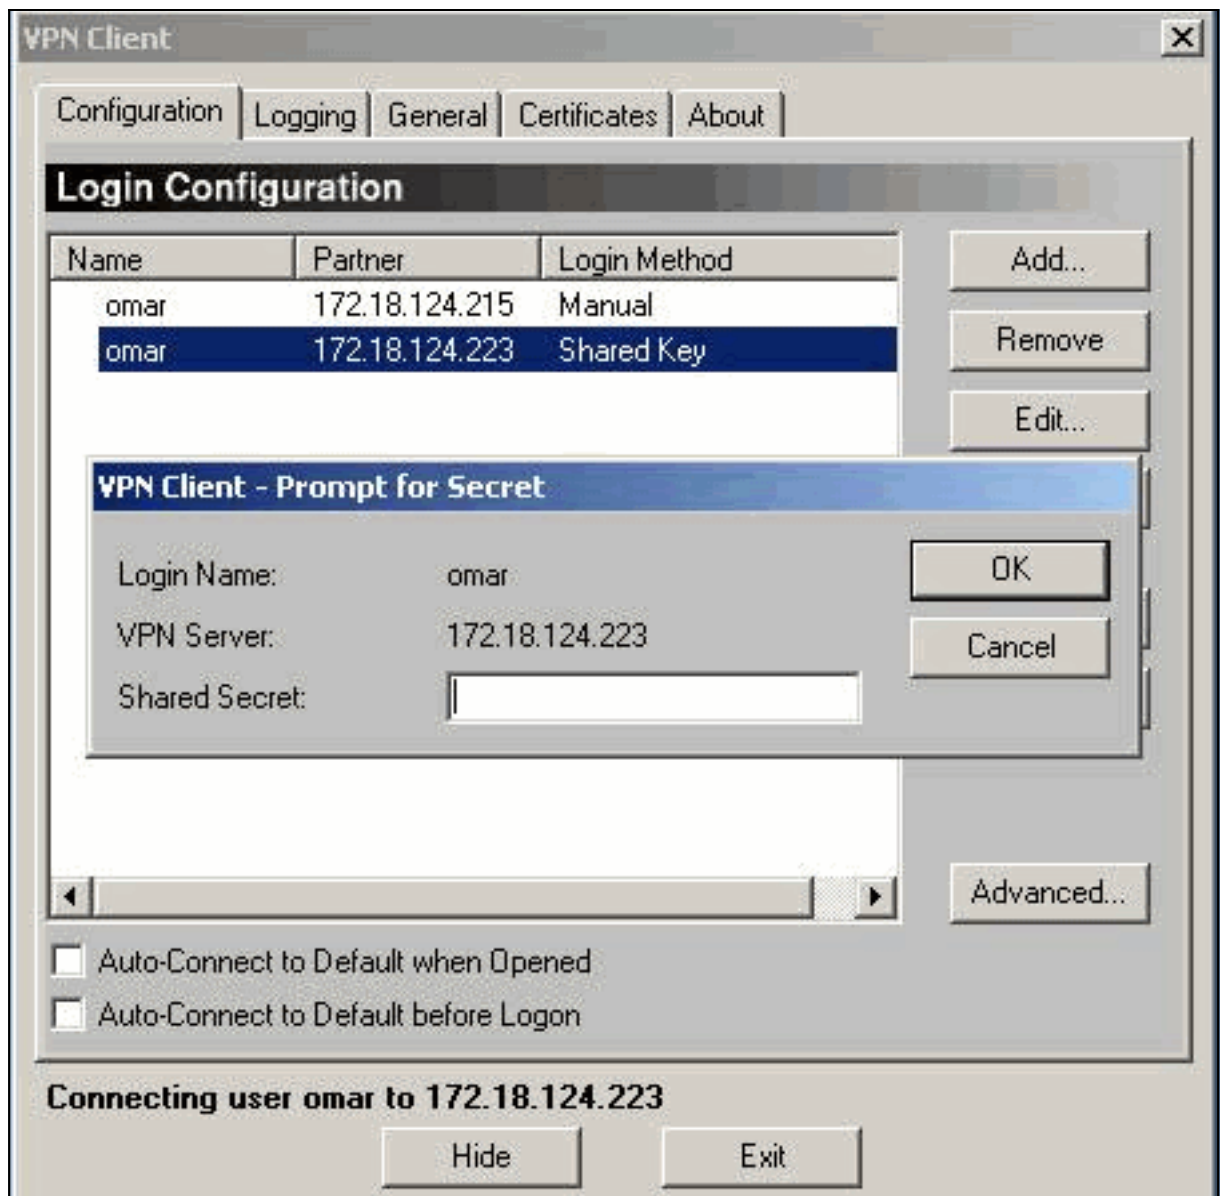 VPN Client
Configuration Logging General Certificates About
Login Configuration
Name Partner Login Method
omar 172.18.124.215 Manual
omar 172.18.124.223 Shared Key
Add...
Remove
Edit...
VPN Client - Prompt for Secret
Login Name: omar
VPN Server: 172.18.124.223
Shared Secret:
OK
Cancel
Advanced...
Auto-Connect to Default when Opened
Auto-Connect to Default before Logon
Connecting user omar to 172.18.124.223
Hide Exit